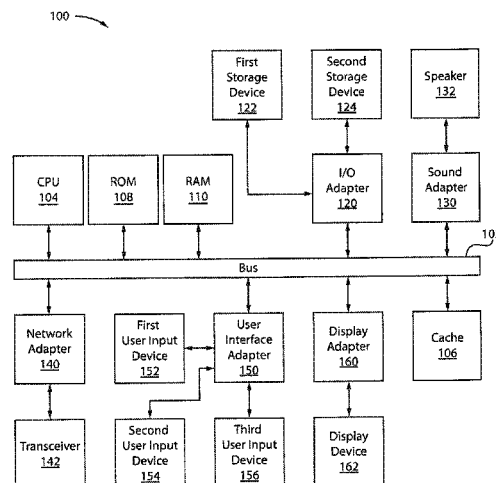 100
First
Storage
Device
122
Second
Storage
Device
124
Speaker
132
CPU
104
ROM
108
RAM
110
I/O
Adapter
120
Sound
Adapter
130
10
Bus
Network
Adapter
140
First
User Input
Device
152
User
Interface
Adapter
150
Display
Adapter
160
Cache
106
Transceiver
142
Second
User Input
Device
154
Third
User Input
Device
156
Display
Device
162